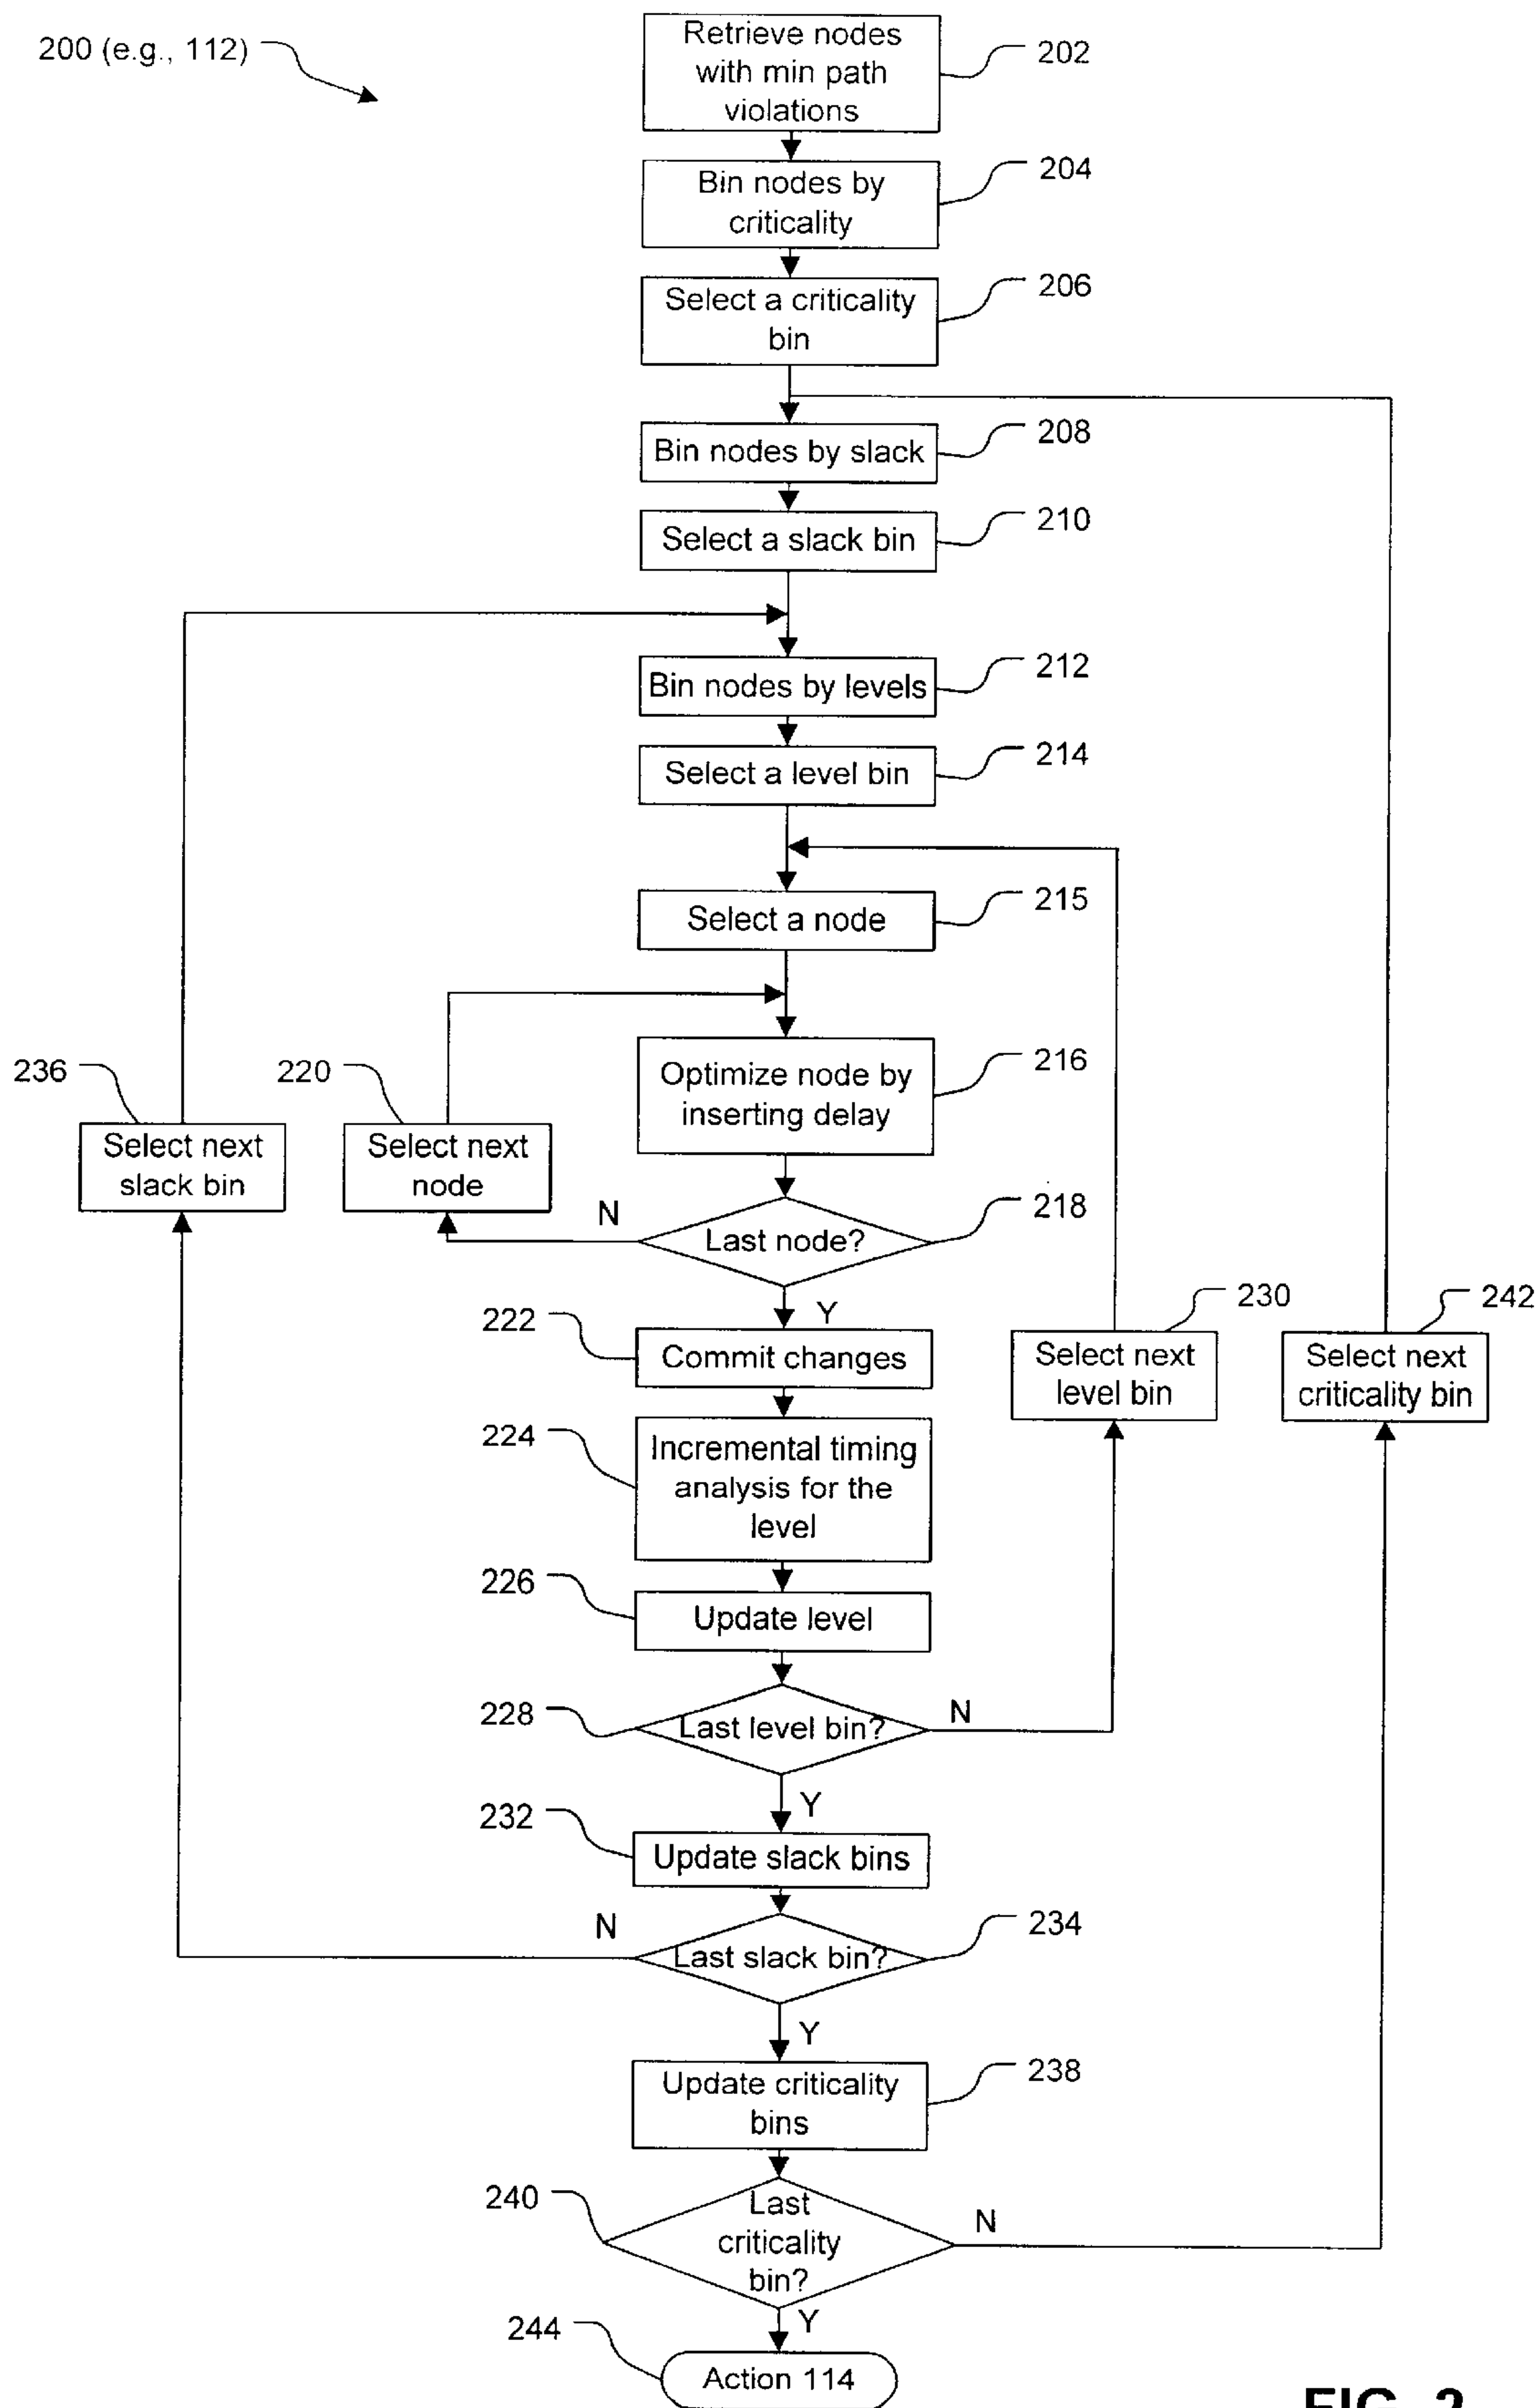 200 (e.g., 112)
Retrieve nodes
with min path
violations
202
Bin nodes by
criticality
204
Select a criticality
bin
206
Bin nodes by slack
208
Select a slack bin
210
Bin nodes by levels
212
Select a level bin
214
Select a node
215
Optimize node by
inserting delay
216
236
Select next
slack bin
220
Select next
node
Last node?
218
N
Y
222
Commit changes
230
Select next
level bin
242
Select next
criticality bin
224
Incremental timing
analysis for the
level
226
Update level
228
Last level bin?
N
Y
232
Update slack bins
N
Last slack bin?
234
Y
Update criticality
bins
238
240
Last
criticality
bin?
N
Y
244
Action 114
FIG. 2